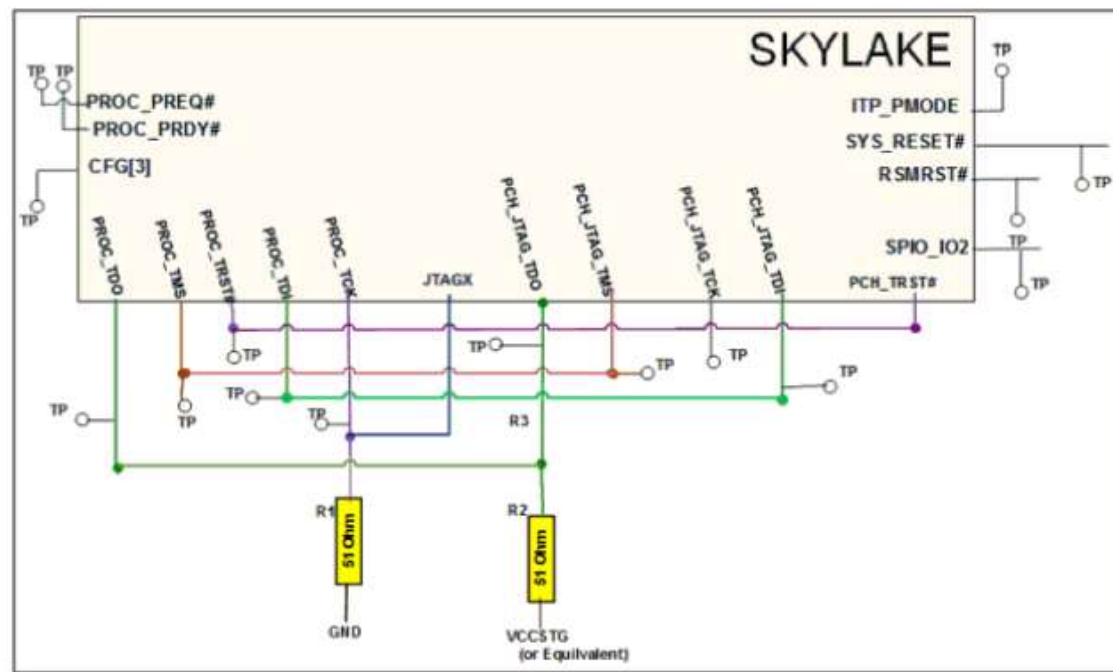 SKYLAKE
TP
TP
TP
PROC_PREQ#
ITP_PMODE
PROC_PRDY#
SYS_RESET#
CFG[3]
RSMRST#
TP
TP
TP
SPIO_IO2
TP
PROC_TDO
PROC_TMS
PROC_TRST#
PROC_TDI
PROC_TCK
JTAGX
PCH_JTAG_TDO
PCH_JTAG_TMS
PCH_JTAG_TCK
PCH_JTAG_TDI
PCH_TRST#
TP
TP
TP
TP
TP
TP
TP
TP
TP
TP
R3
R1
51 Ohm
R2
51 Ohm
GND
VCCSTG
(or Equilvalent)